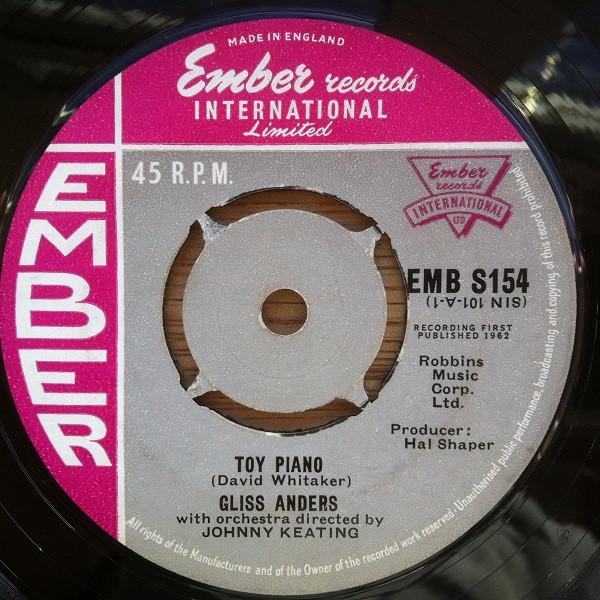 MADE IN ENGLAND
Ember records
INTERNATIONAL
Limited
EMBER
45 R.P.M.
Ember
records
INTERNATIONAL
LTD
EMB S154
(SIN 101-A-1)
RECORDING FIRST
PUBLISHED 1962
Robbins
Music
Corp.
Ltd.
Producer:
Hal Shaper
TOY PIANO
(David Whitaker)
GLISS ANDERS
with orchestra directed by
JOHNNY KEATING
All rights of the Manufacturers and of the Owner of the recorded work reserved · Unauthorised public performance, broadcasting and copying of this record prohibited